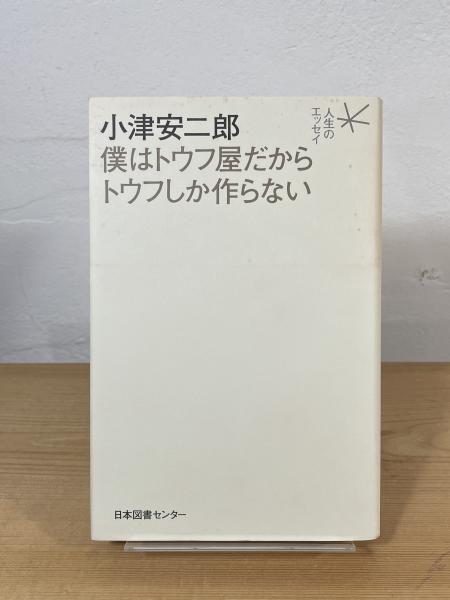 小津安二郎
僕はトウフ屋だから
トウフしか作らない
人生の
エッセイ
日本図書センター